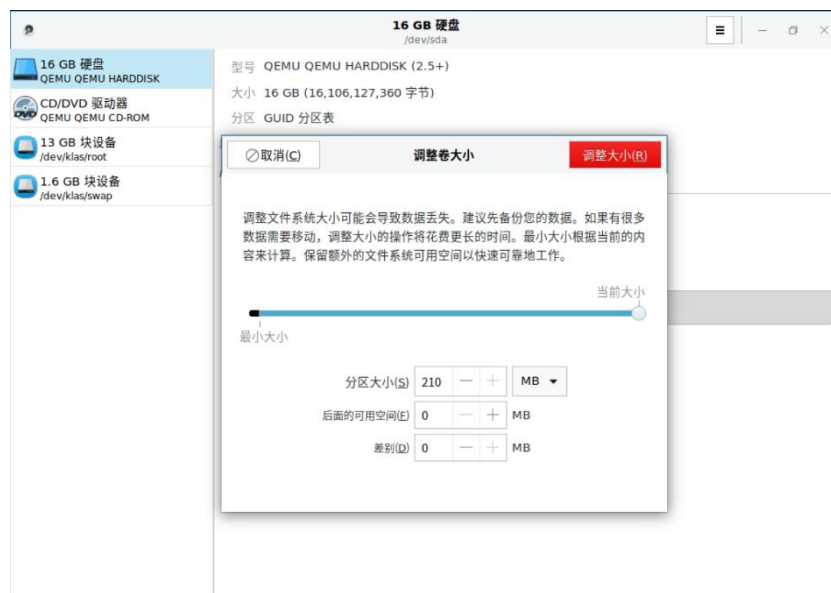 16 GB 硬盘
/dev/sda
16 GB 硬盘
QEMU QEMU HARDDISK
CD/DVD 驱动器
QEMU QEMU CD-ROM
13 GB 块设备
/dev/klas/root
1.6 GB 块设备
/dev/klas/swap
型号 QEMU QEMU HARDDISK (2.5+)
大小 16 GB (16,106,127,360 字节)
分区 GUID 分区表
取消(C) 调整卷大小 调整大小(R)
调整文件系统大小可能会导致数据丢失。建议先备份您的数据。如果有很多
数据需要移动，调整大小的操作将花费更长的时间。最小大小根据当前的内
容来计算。保留额外的文件系统可用空间以快速可靠地工作。
当前大小
最小大小
分区大小(S) 210 MB
后面的可用空间(F) 0 MB
差别(D) 0 MB